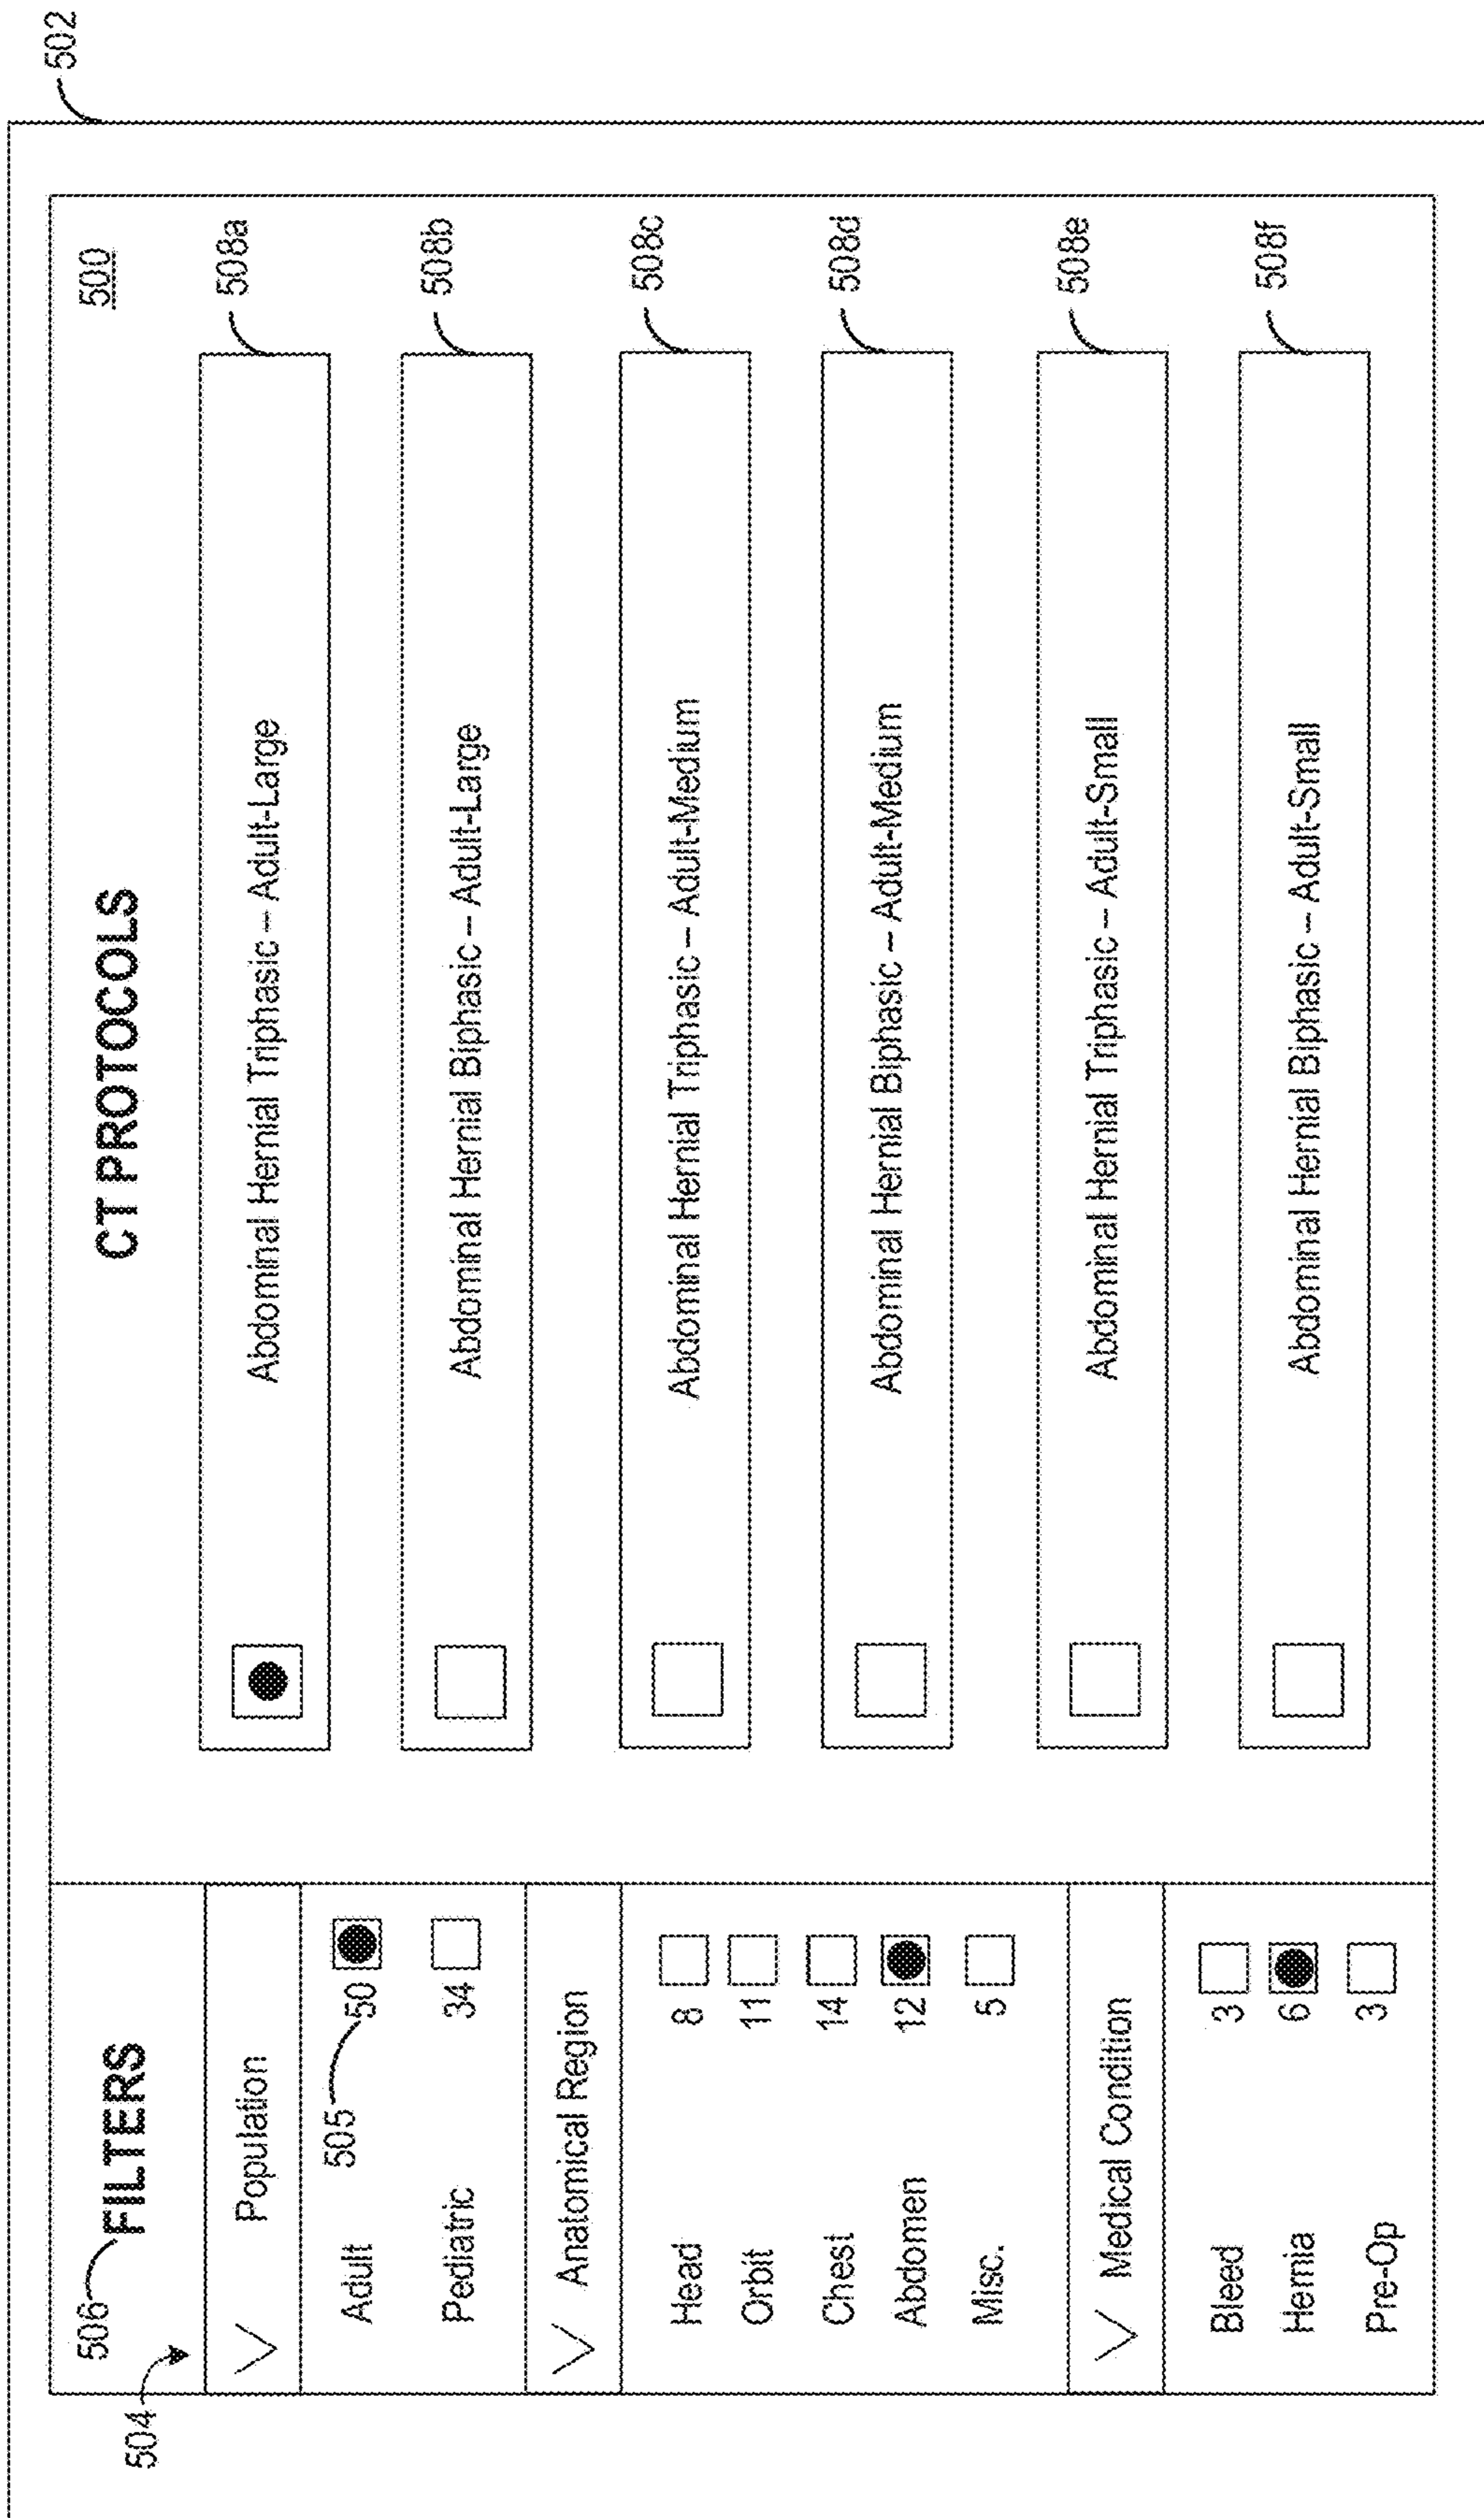 502
500
504
506 FILTERS
CT PROTOCOLS
Population
Adult 505 50
Pediatric 34
Anatomical Region
Head 8
Orbit 11
Chest 14
Abdomen 12
Misc. 5
Medical Condition
Bleed 3
Hernia 6
Pre-Op 3
Abdominal Hernial Triphasic – Adult-Large 508a
Abdominal Hernial Biphasic – Adult-Large 508b
Abdominal Hernial Triphasic – Adult-Medium 508c
Abdominal Hernial Biphasic – Adult-Medium 508d
Abdominal Hernial Triphasic – Adult-Small 508e
Abdominal Hernial Biphasic – Adult-Small 508f